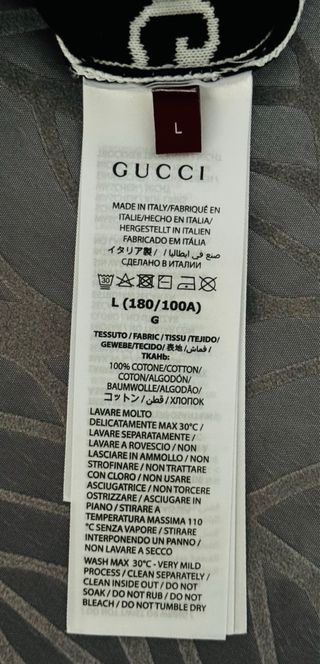 L
GUCCI
MADE IN ITALY/FABRIQUÉ EN
ITALIE/HECHO EN ITALIA/
HERGESTELLT IN ITALIEN
FABRICADO EM ITÁLIA
イタリア製 / صنع في ايطاليا /
СДЕЛАНО В ИТАЛИИ
30
L (180/100A)
G
TESSUTO / FABRIC / TISSU /TEJIDO/
GEWEBE/TECIDO/ 表地 / قماش/
ТКАНЬ:
100% COTONE/COTTON/
COTON/ALGODÓN/
BAUMWOLLE/ALGODÃO/
コットン / قطن / ХЛОПОК
LAVARE MOLTO
DELICATAMENTE MAX 30°C /
LAVARE SEPARATAMENTE /
LAVARE A ROVESCIO / NON
LASCIARE IN AMMOLLO / NON
STROFINARE / NON TRATTARE
CON CLORO / NON USARE
ASCIUGATRICE / NON TORCERE
OSTRIZZARE / ASCIUGARE IN
PIANO / STIRARE A
TEMPERATURA MASSIMA 110
°C SENZA VAPORE / STIRARE
INTERPONENDO UN PANNO /
NON LAVARE A SECCO
WASH MAX 30°C - VERY MILD
PROCESS / CLEAN SEPARATELY /
CLEAN INSIDE OUT / DO NOT
SOAK / DO NOT RUB / DO NOT
BLEACH / DO NOT TUMBLE DRY